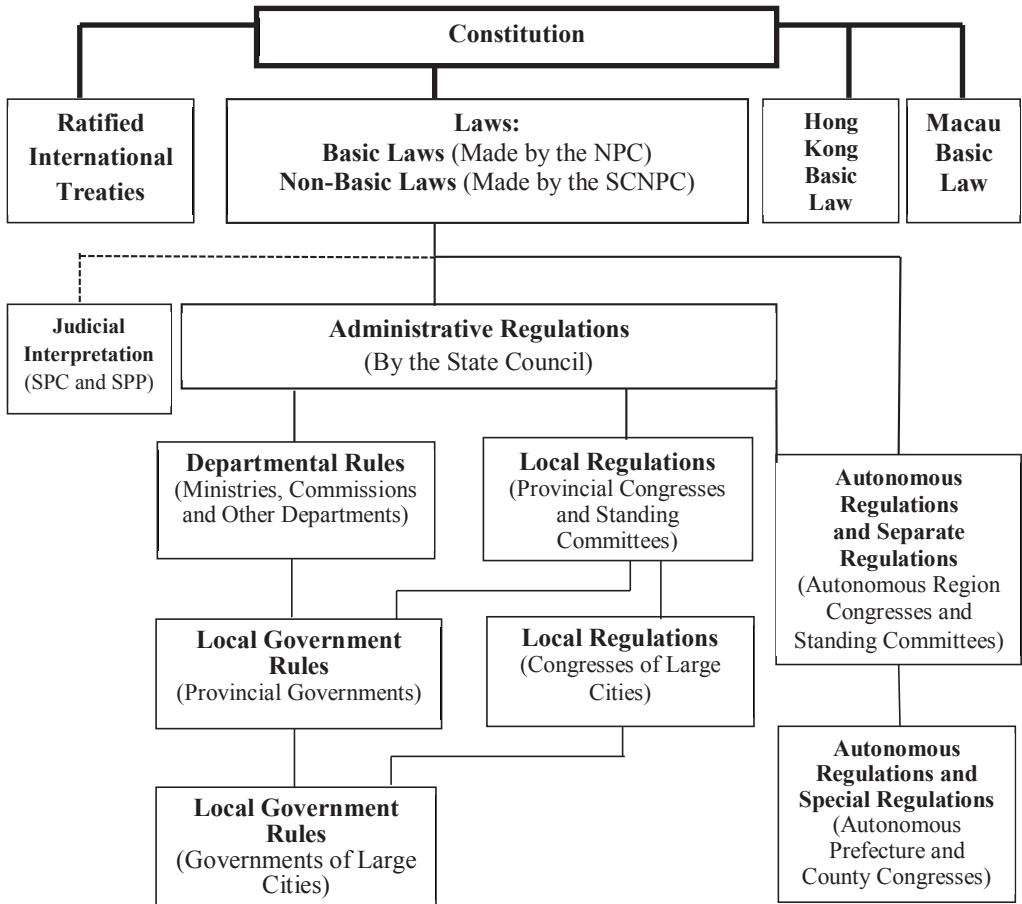 Constitution
Ratified
International
Treaties
Laws:
Basic Laws (Made by the NPC)
Non-Basic Laws (Made by the SCNPC)
Hong
Kong
Basic
Law
Macau
Basic
Law
Judicial
Interpretation
(SPC and SPP)
Administrative Regulations
(By the State Council)
Departmental Rules
(Ministries, Commissions
and Other Departments)
Local Regulations
(Provincial Congresses
and Standing
Committees)
Autonomous
Regulations
and Separate
Regulations
(Autonomous Region
Congresses and
Standing Committees)
Local Government
Rules
(Provincial Governments)
Local Regulations
(Congresses of Large
Cities)
Autonomous
Regulations and
Special Regulations
(Autonomous
Prefecture and
County Congresses)
Local Government
Rules
(Governments of Large
Cities)